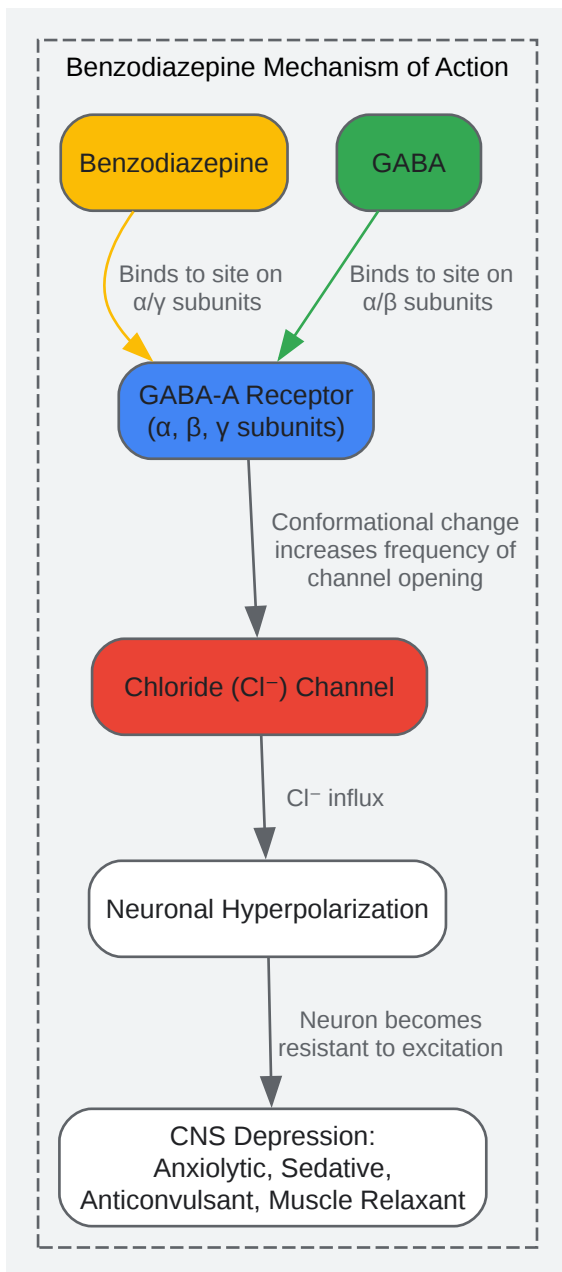 Benzodiazepine Mechanism of Action
Benzodiazepine
GABA
Binds to site on
α/γ subunits
Binds to site on
α/β subunits
GABA-A Receptor
(α, β, γ subunits)
Conformational change
increases frequency of
channel opening
Chloride (Cl⁻) Channel
Cl⁻ influx
Neuronal Hyperpolarization
Neuron becomes
resistant to excitation
CNS Depression:
Anxiolytic, Sedative,
Anticonvulsant, Muscle Relaxant